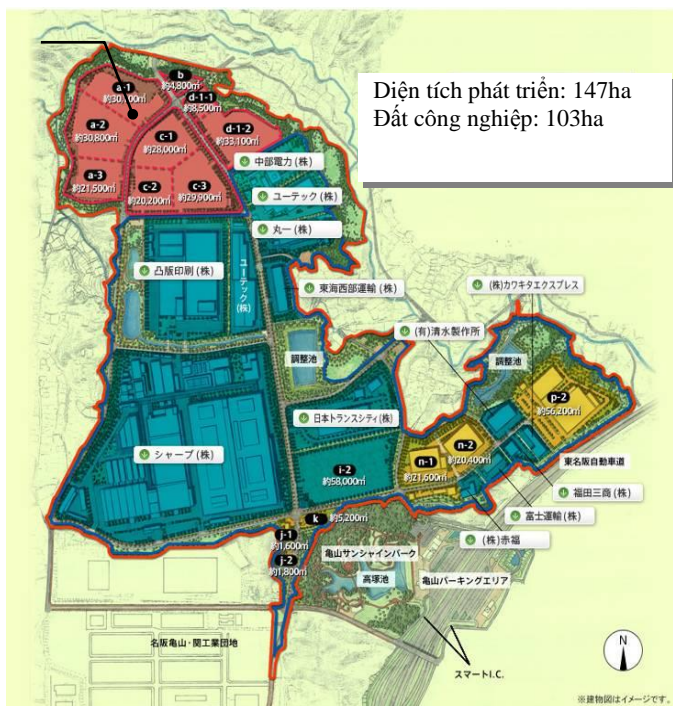 Diện tích phát triển: 147ha
Đất công nghiệp: 103ha
b
約4,800㎡
a-1
約30,100㎡
d-1-1
約8,500㎡
a-2
約30,800㎡
c-1
約28,000㎡
d-1-2
約33,100㎡
a-3
約21,500㎡
c-2
約20,200㎡
c-3
約29,900㎡
中部電力(株)
ユーテック(株)
丸一(株)
凸版印刷(株)
ユーテック(株)
東海西部運輸(株)
(株)カワキタエクスプレス
(有)清水製作所
調整池
調整池
p-2
約56,200㎡
日本トランスシティ(株)
シャープ(株)
n-2
約20,400㎡
n-1
約21,600㎡
i-2
約58,000㎡
東名阪自動車道
福田三商(株)
富士運輸(株)
(株)赤福
k
約5,200㎡
j-1
約1,600㎡
j-2
約1,800㎡
亀山サンシャインパーク
高塚池
亀山パーキングエリア
名阪亀山・関工業団地
スマートI.C.
N
※建物図はイメージです。